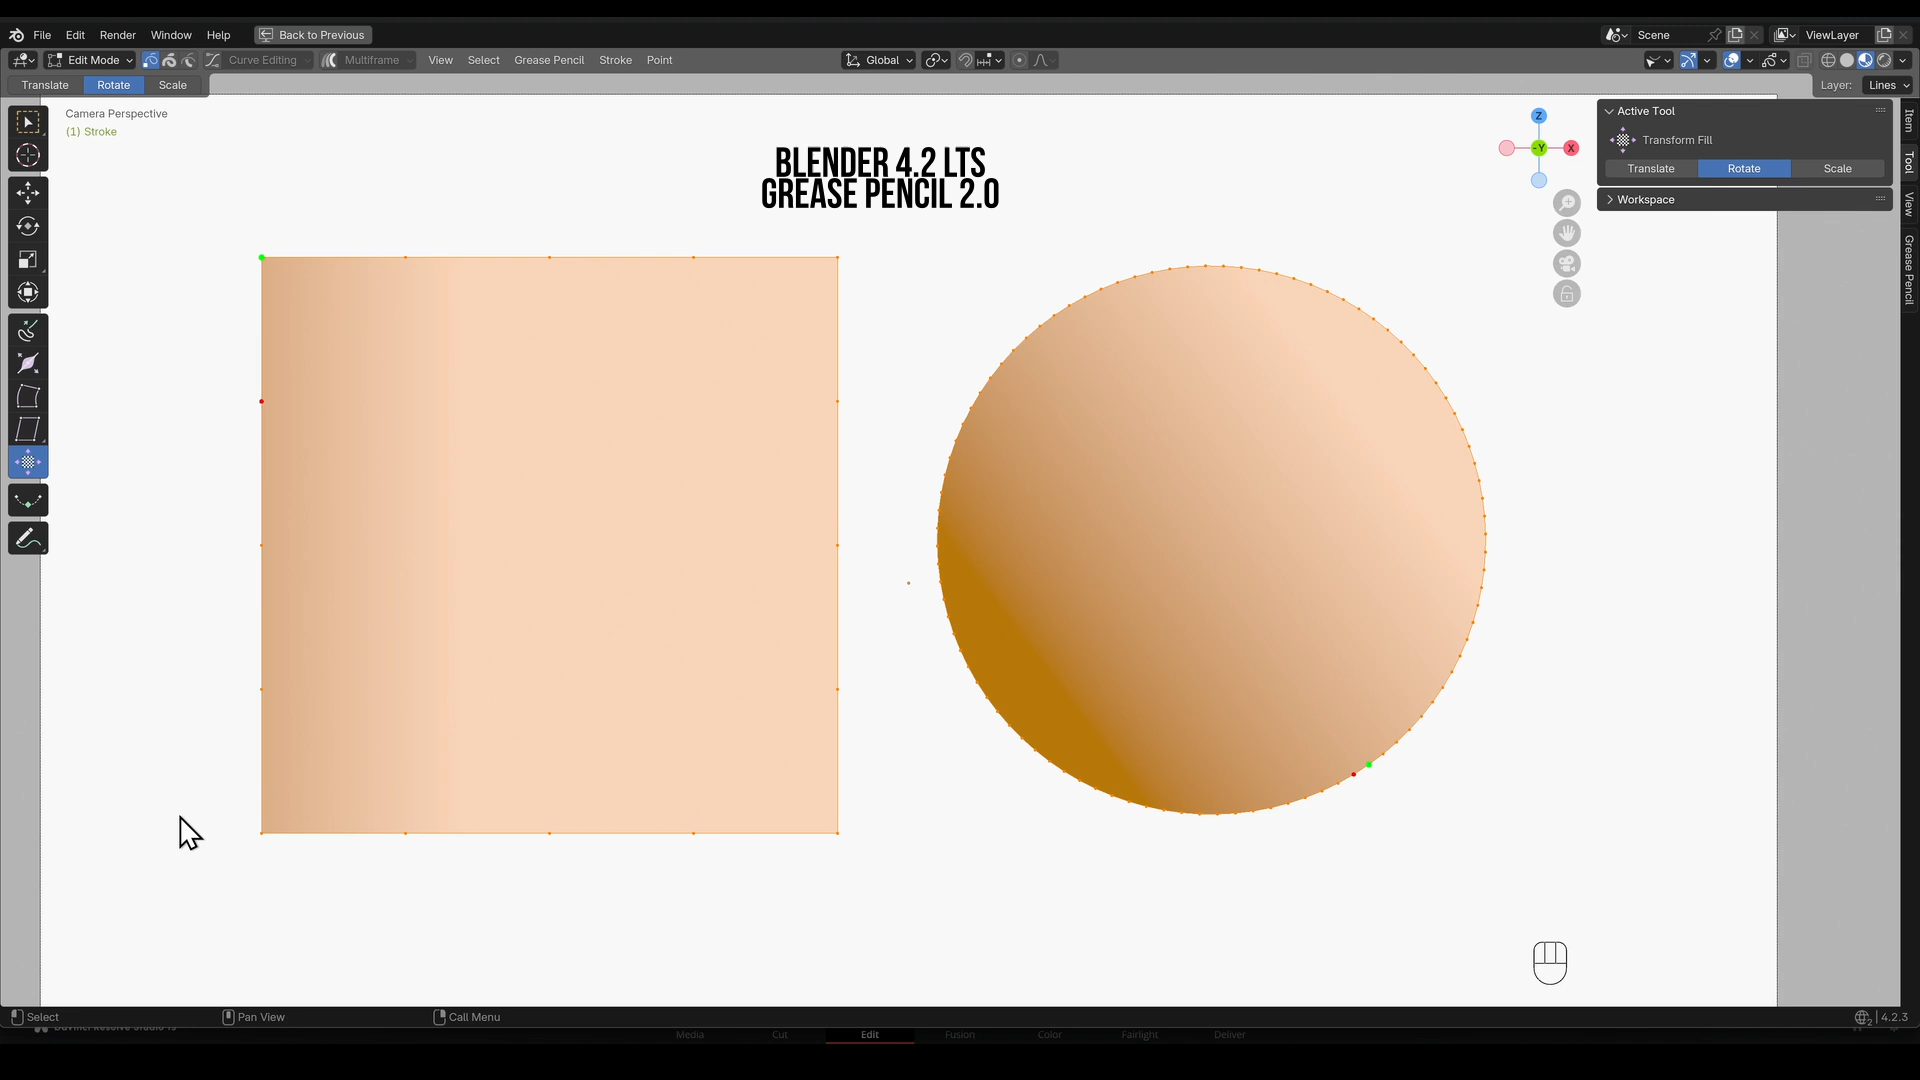 File Edit Render Window Help Back to Previous Scene ViewLayer
Edit Mode Curve Editing Multiframe View Select Grease Pencil Stroke Point Global
Translate Rotate Scale Layer: Lines
Camera Perspective
(1) Stroke
BLENDER 4.2 LTS
GREASE PENCIL 2.0
Z
-Y
X
Active Tool
Transform Fill
Translate Rotate Scale
Workspace
Item
Tool
View
Grease Pencil
Select Pan View Call Menu 2 | 4.2.3
Media Cut Edit Fusion Color Fairlight Deliver